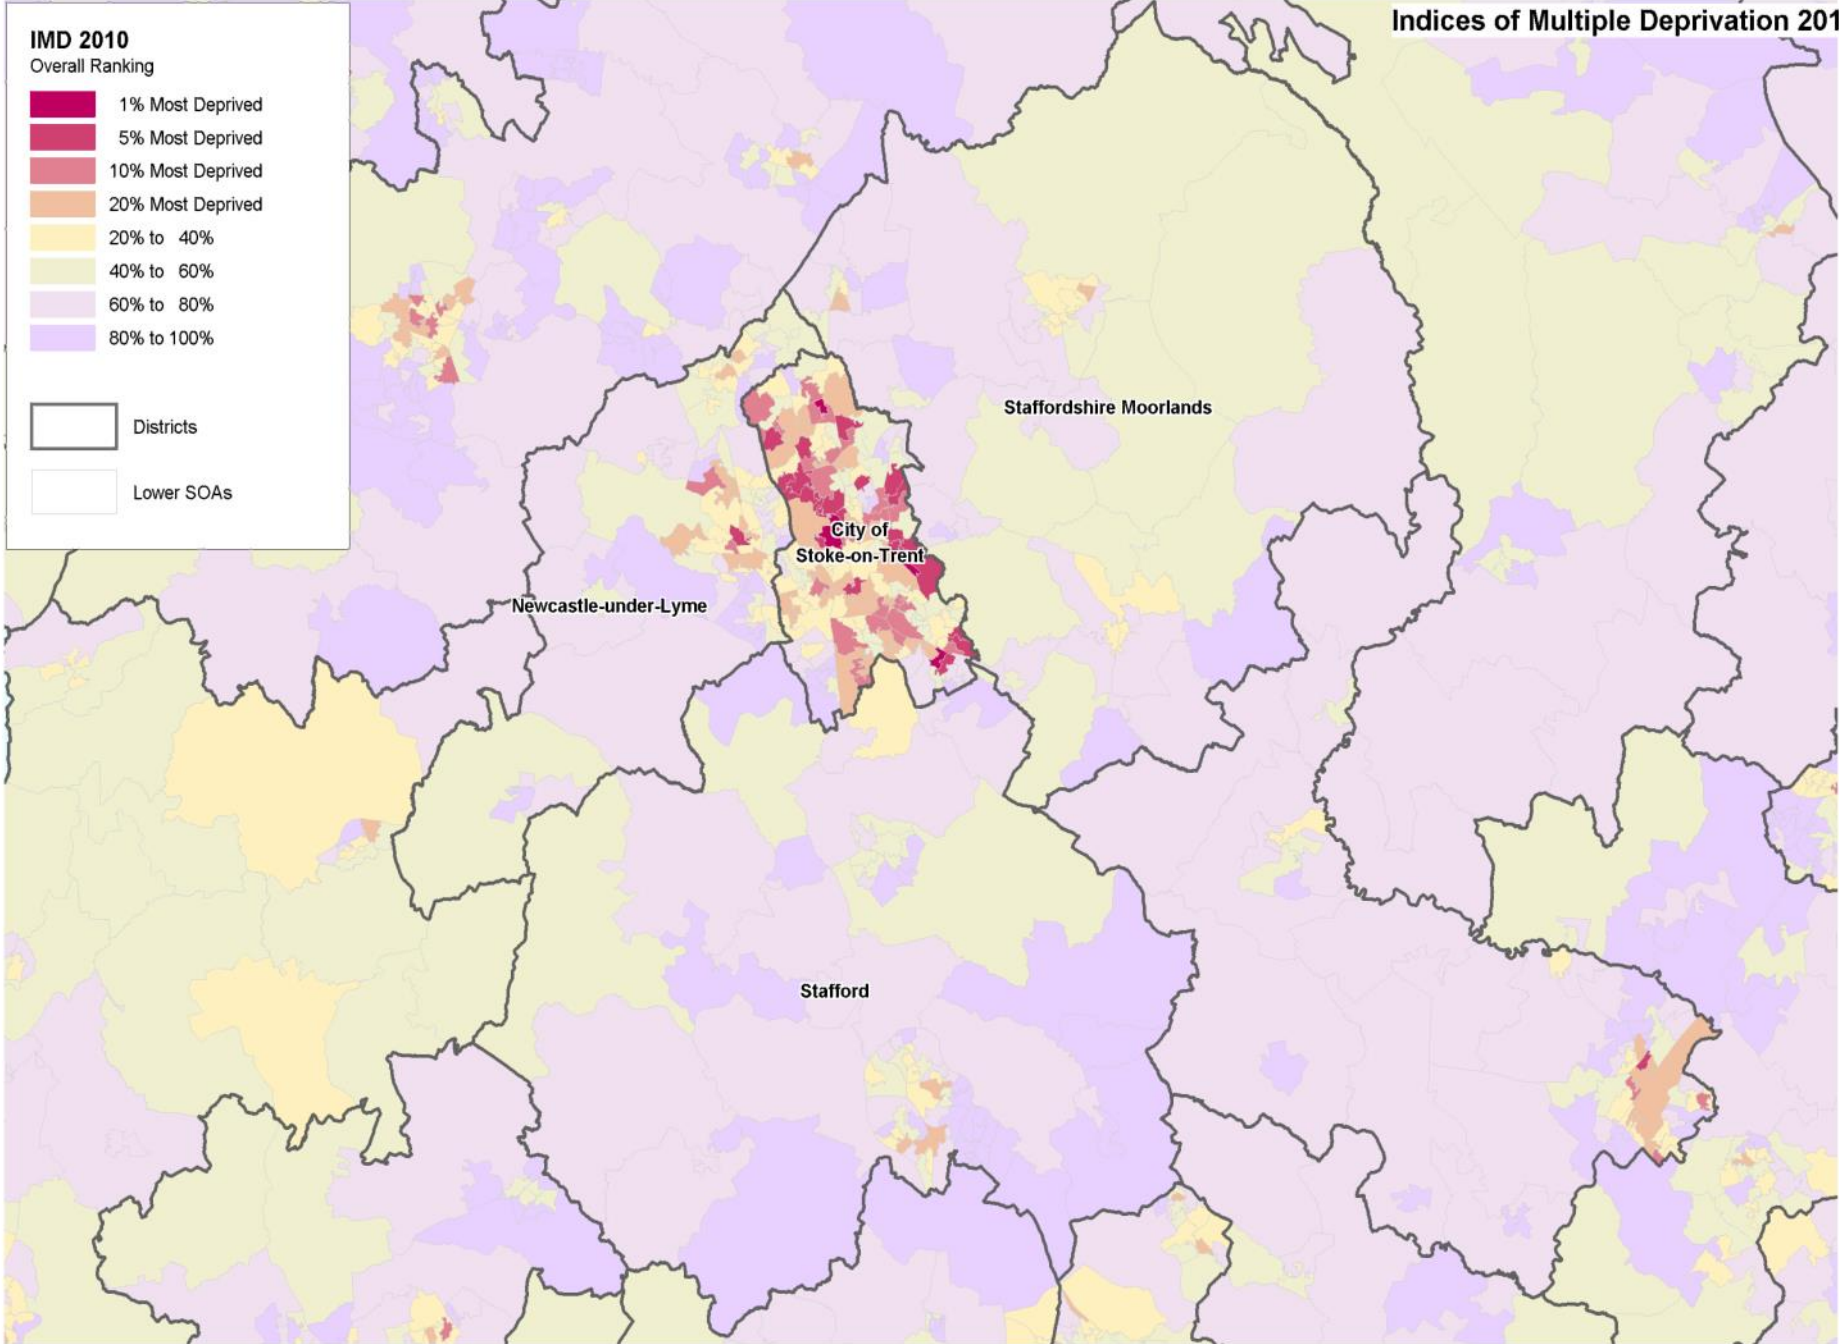 Indices of Multiple Deprivation 201
IMD 2010
Overall Ranking
1% Most Deprived
5% Most Deprived
10% Most Deprived
20% Most Deprived
20% to 40%
40% to 60%
60% to 80%
80% to 100%
Districts
Lower SOAs
Staffordshire Moorlands
City of
Stoke-on-Trent
Newcastle-under-Lyme
Stafford